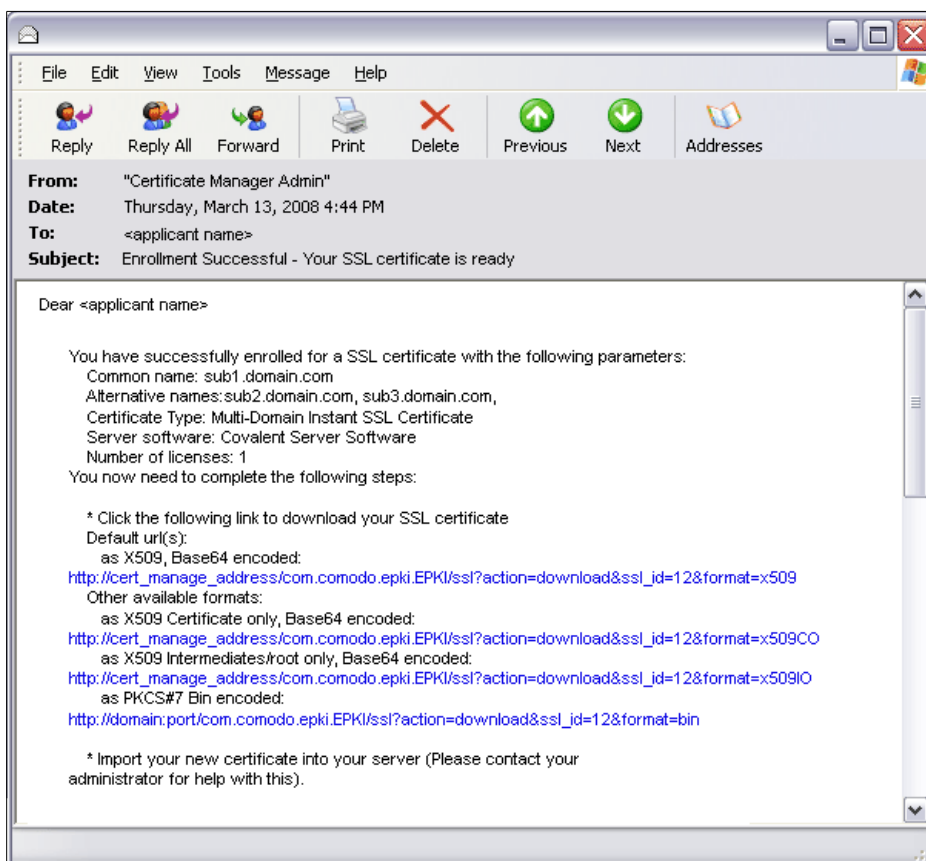 File Edit View Tools Message Help
Reply Reply All Forward Print Delete Previous Next Addresses
From: "Certificate Manager Admin"
Date: Thursday, March 13, 2008 4:44 PM
To: <applicant name>
Subject: Enrollment Successful - Your SSL certificate is ready
Dear <applicant name>
You have successfully enrolled for a SSL certificate with the following parameters:
Common name: sub1.domain.com
Alternative names:sub2.domain.com, sub3.domain.com,
Certificate Type: Multi-Domain Instant SSL Certificate
Server software: Covalent Server Software
Number of licenses: 1
You now need to complete the following steps:
* Click the following link to download your SSL certificate
Default url(s):
as X509, Base64 encoded:
http://cert_manage_address/com.comodo.epki.EPKI/ssl?action=download&ssl_id=12&format=x509
Other available formats:
as X509 Certificate only, Base64 encoded:
http://cert_manage_address/com.comodo.epki.EPKI/ssl?action=download&ssl_id=12&format=x509CO
as X509 Intermediates/root only, Base64 encoded:
http://cert_manage_address/com.comodo.epki.EPKI/ssl?action=download&ssl_id=12&format=x509IO
as PKCS#7 Bin encoded:
http://domain:port/com.comodo.epki.EPKI/ssl?action=download&ssl_id=12&format=bin
* Import your new certificate into your server (Please contact your
administrator for help with this).